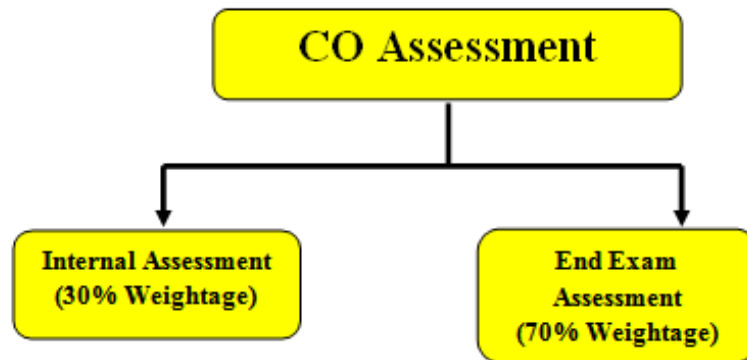 CO Assessment
Internal Assessment
(30% Weightage)
End Exam
Assessment
(70% Weightage)